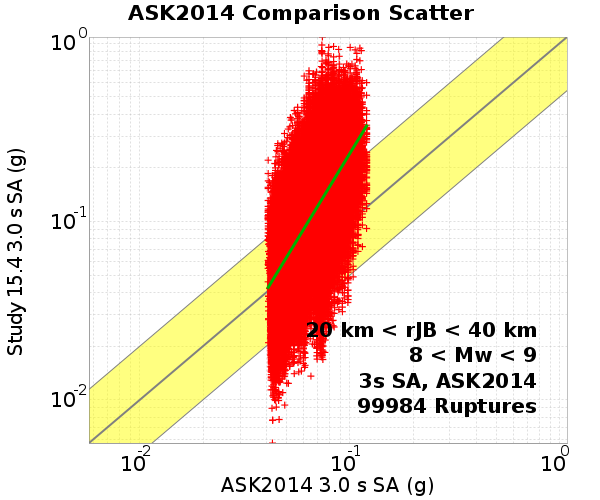 ASK2014 Comparison Scatter
Study 15.4 3.0 s SA (g)
10^0
10^-1
10^-2
20 km < rJB < 40 km
8 < Mw < 9
3s SA, ASK2014
99984 Ruptures
10^-2 10^-1 10^0
ASK2014 3.0 s SA (g)